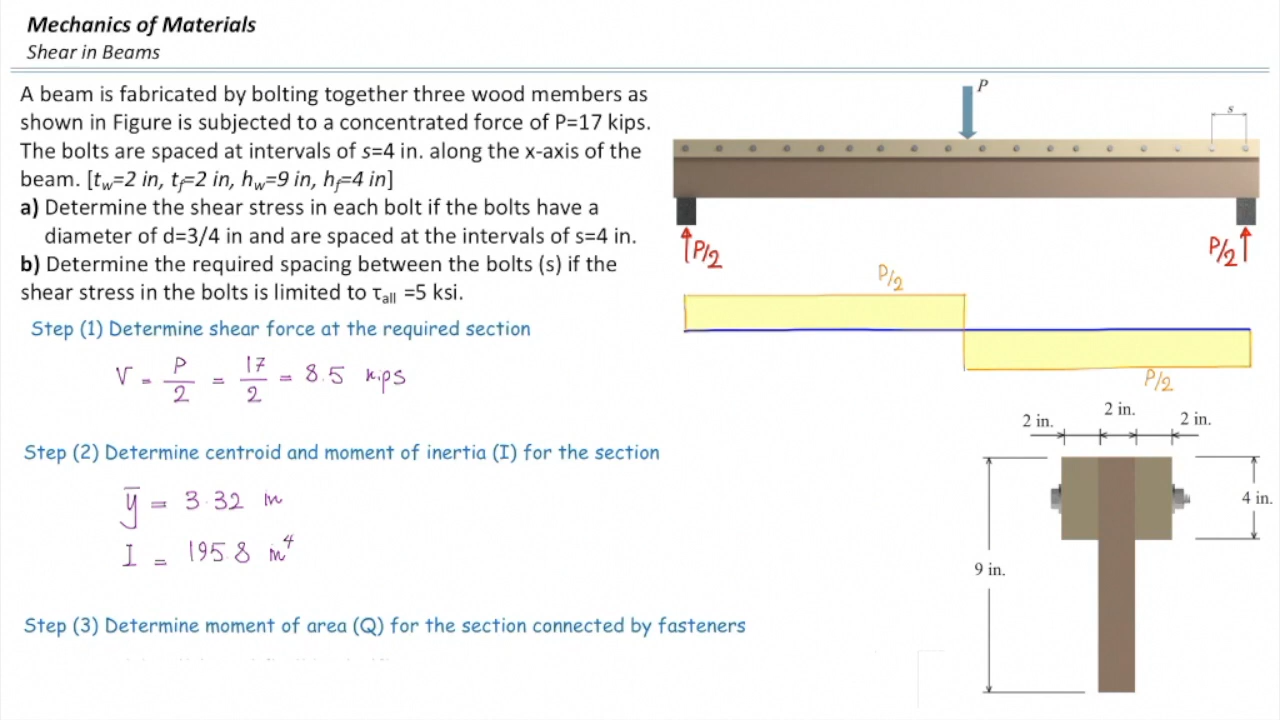 Mechanics of Materials
Shear in Beams
A beam is fabricated by bolting together three wood members as
shown in Figure is subjected to a concentrated force of P=17 kips.
The bolts are spaced at intervals of s=4 in. along the x-axis of the
beam. [tw=2 in, tf=2 in, hw=9 in, hf=4 in]
a) Determine the shear stress in each bolt if the bolts have a
diameter of d=3/4 in and are spaced at the intervals of s=4 in.
b) Determine the required spacing between the bolts (s) if the
shear stress in the bolts is limited to τall =5 ksi.
Step (1) Determine shear force at the required section
V = P/2 = 17/2 = 8.5 kips
Step (2) Determine centroid and moment of inertia (I) for the section
ȳ = 3.32 in
I = 195.8 in⁴
Step (3) Determine moment of area (Q) for the section connected by fasteners
P
s
P/2
P/2
P/2
P/2
2 in.
2 in.
2 in.
4 in.
9 in.